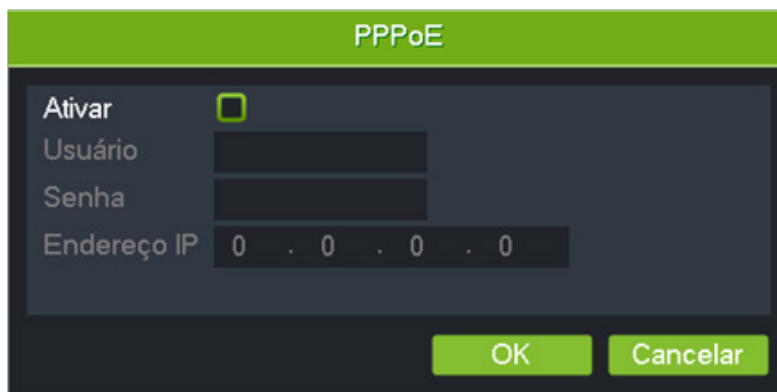 PPPoE
Ativar
Usuário
Senha
Endereço IP 0 . 0 . 0 . 0
OK Cancelar